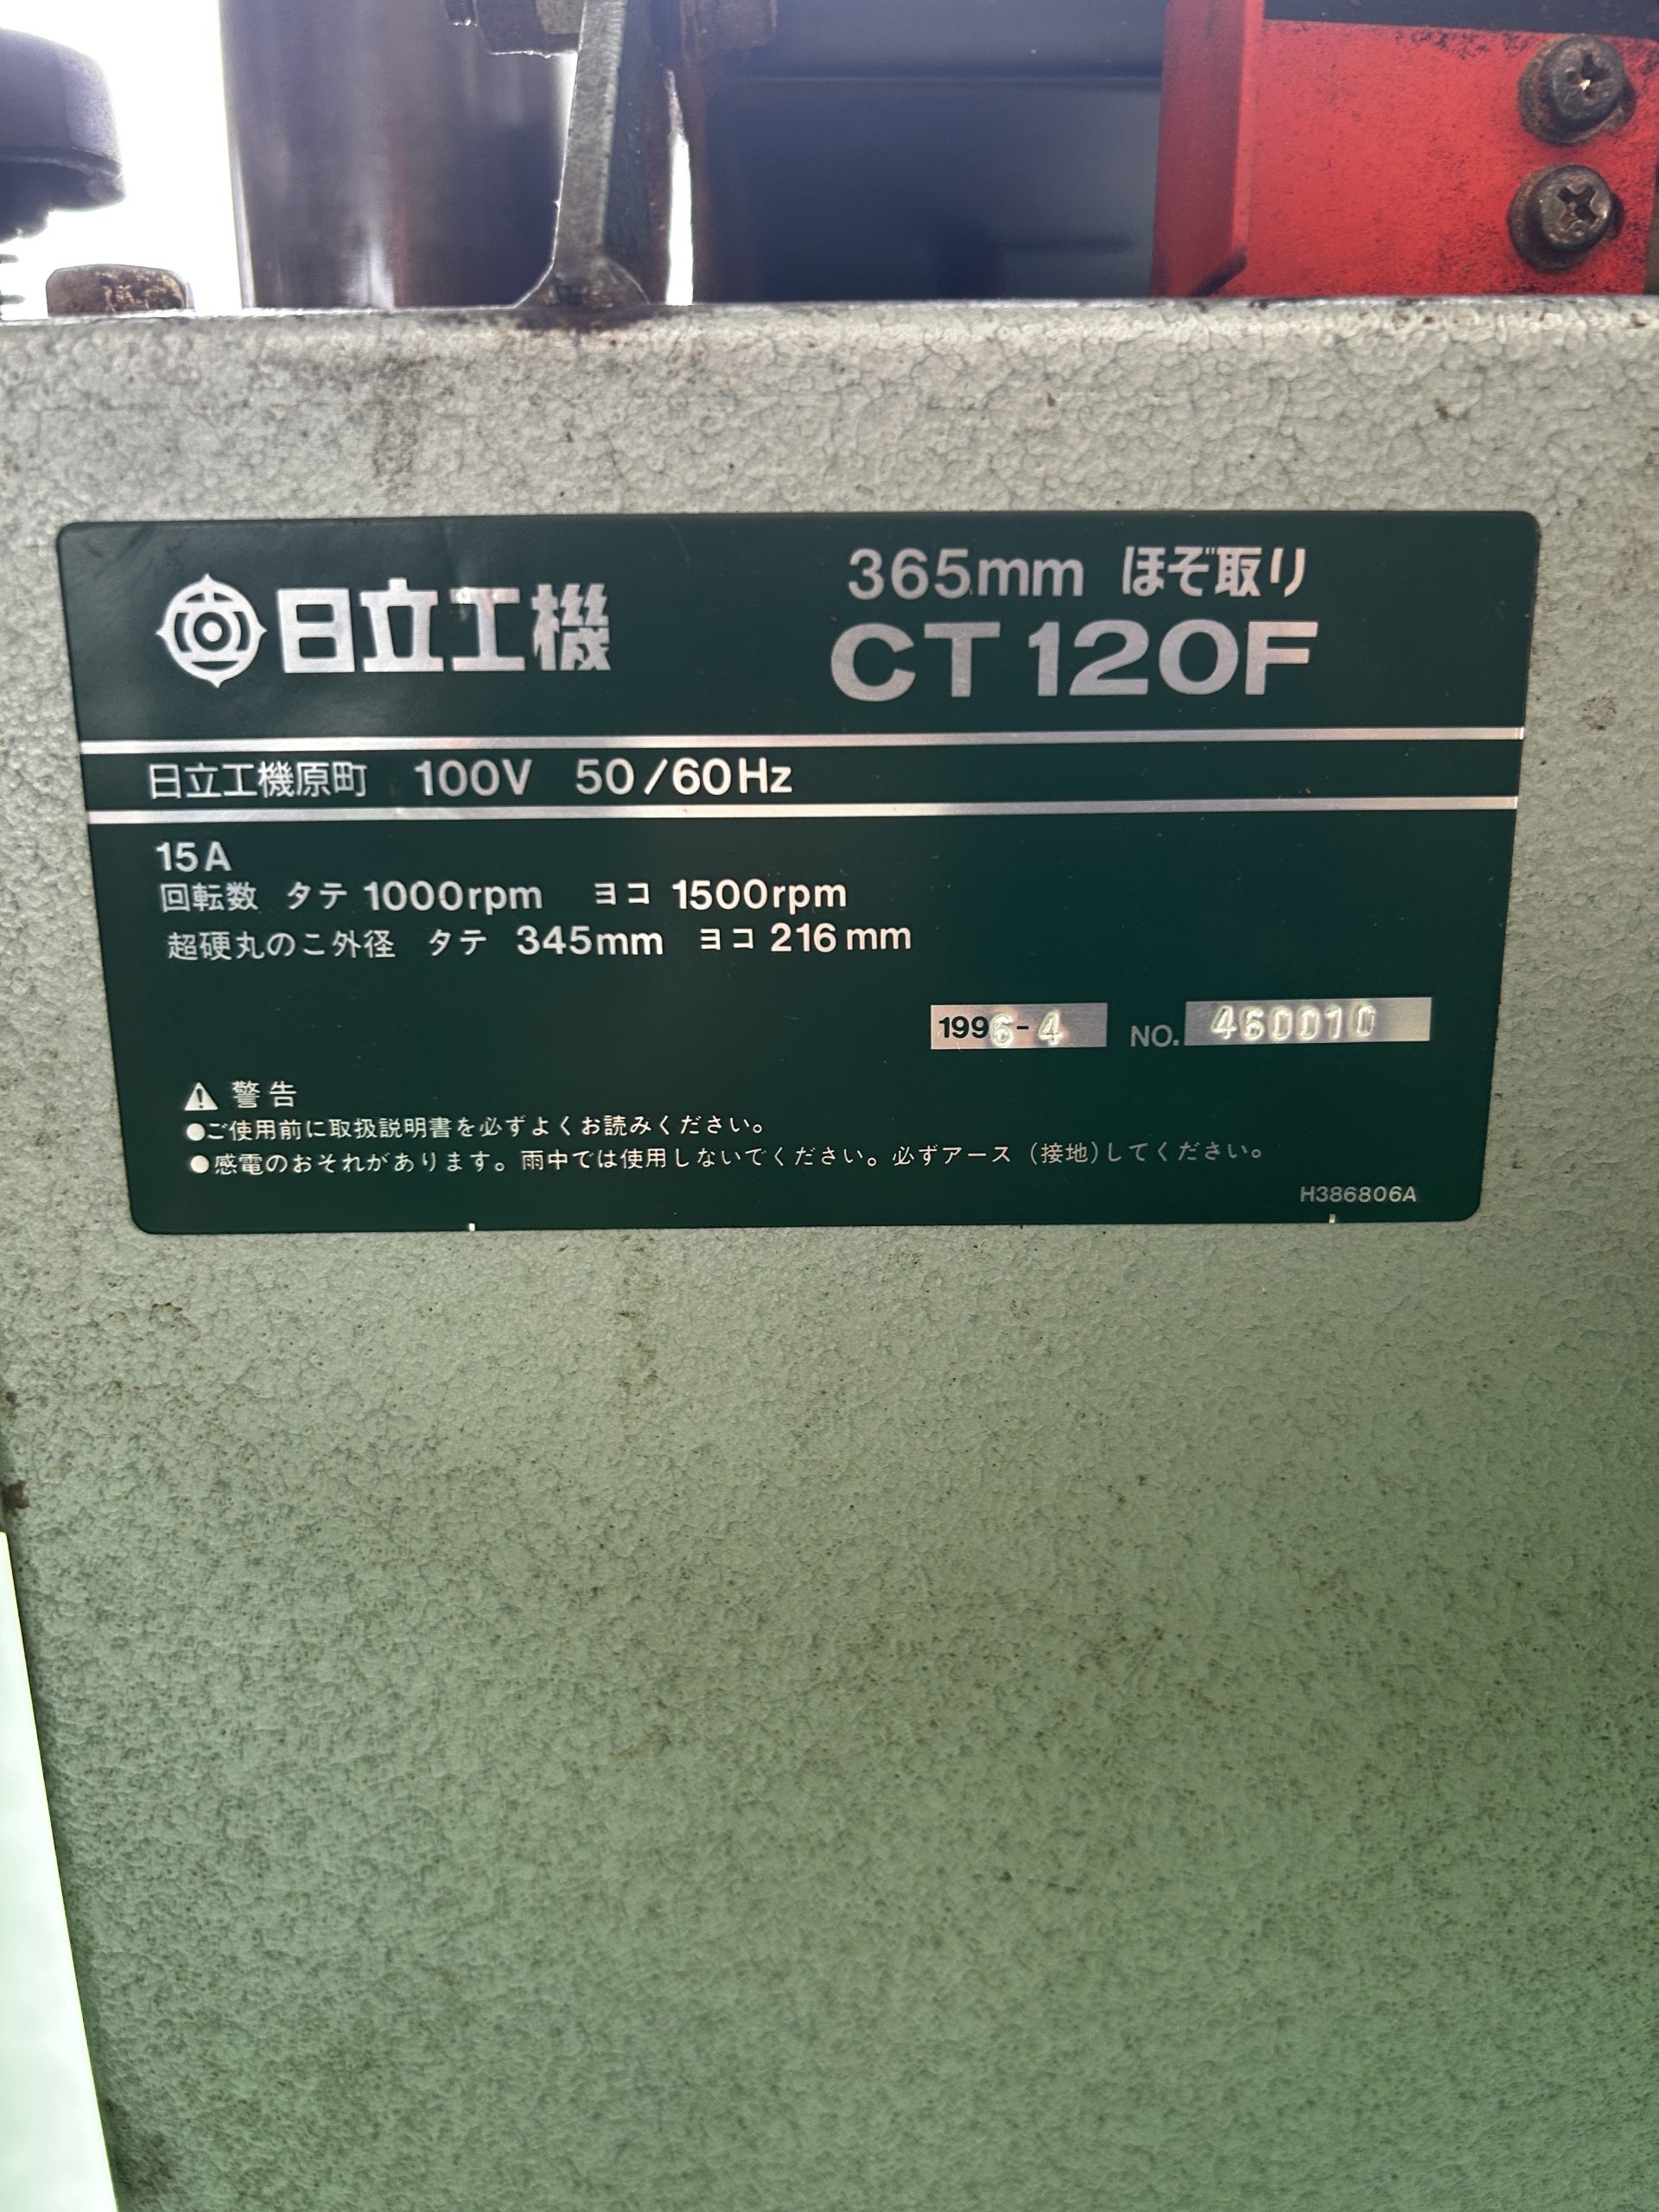 日立工機
365mm ほぞ取り
CT120F
日立工機原町 100V 50/60Hz
15A
回転数 タテ 1000rpm ヨコ 1500rpm
超硬丸のこ外径 タテ 345mm ヨコ 216mm
1996-4 NO. 460010
警告
●ご使用前に取扱説明書を必ずよくお読みください。
●感電のおそれがあります。雨中では使用しないでください。必ずアース(接地)してください。
H386806A